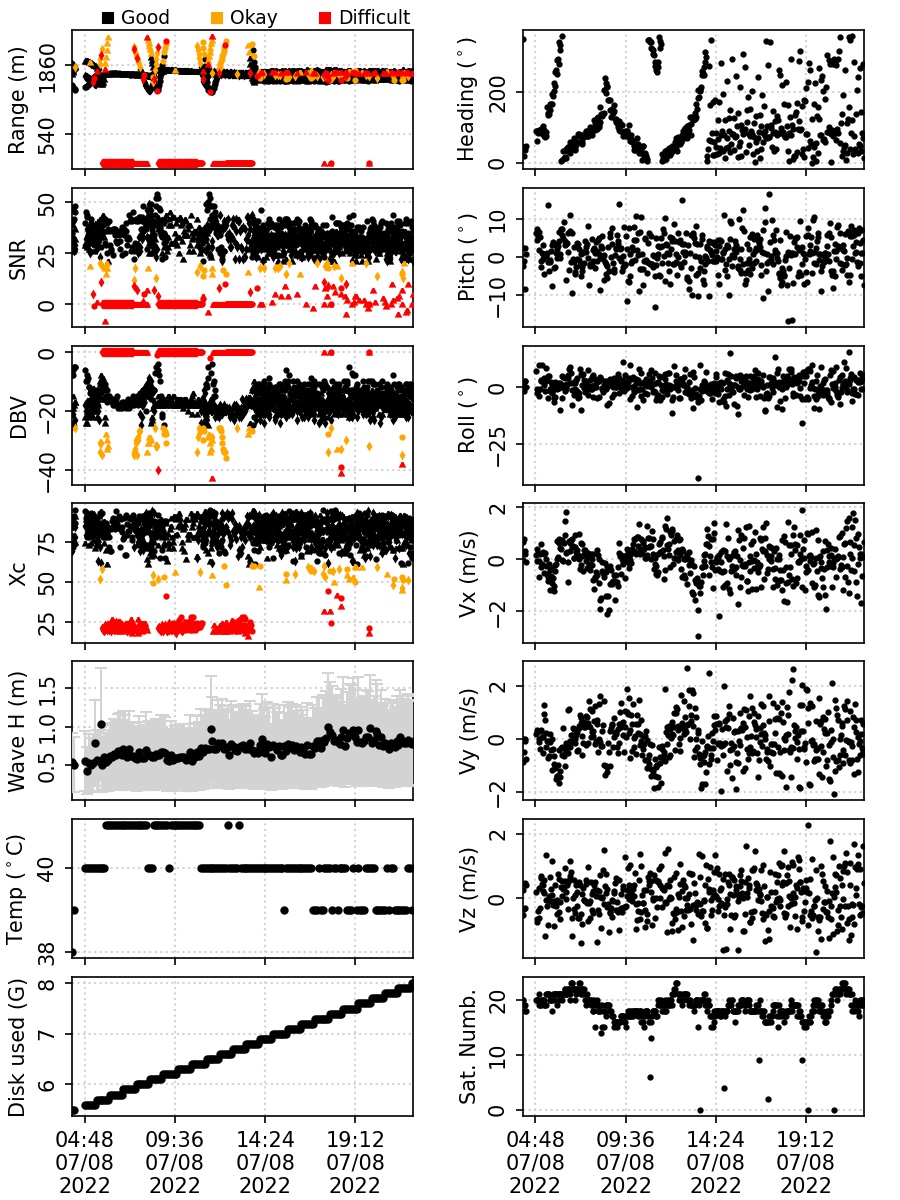 Good Okay Difficult
Range (m)
1860
540
Heading (°)
200
0
SNR
50
25
0
Pitch (°)
10
0
−10
DBV
0
−20
−40
Roll (°)
0
−25
Xc
75
50
25
Vx (m/s)
2
0
−2
Wave H (m)
1.5
1.0
0.5
Vy (m/s)
2
0
−2
Temp (°C)
40
38
Vz (m/s)
2
0
Disk used (G)
8
7
6
Sat. Numb.
20
10
0
04:48 09:36 14:24 19:12
07/08 07/08 07/08 07/08
2022 2022 2022 2022
04:48 09:36 14:24 19:12
07/08 07/08 07/08 07/08
2022 2022 2022 2022